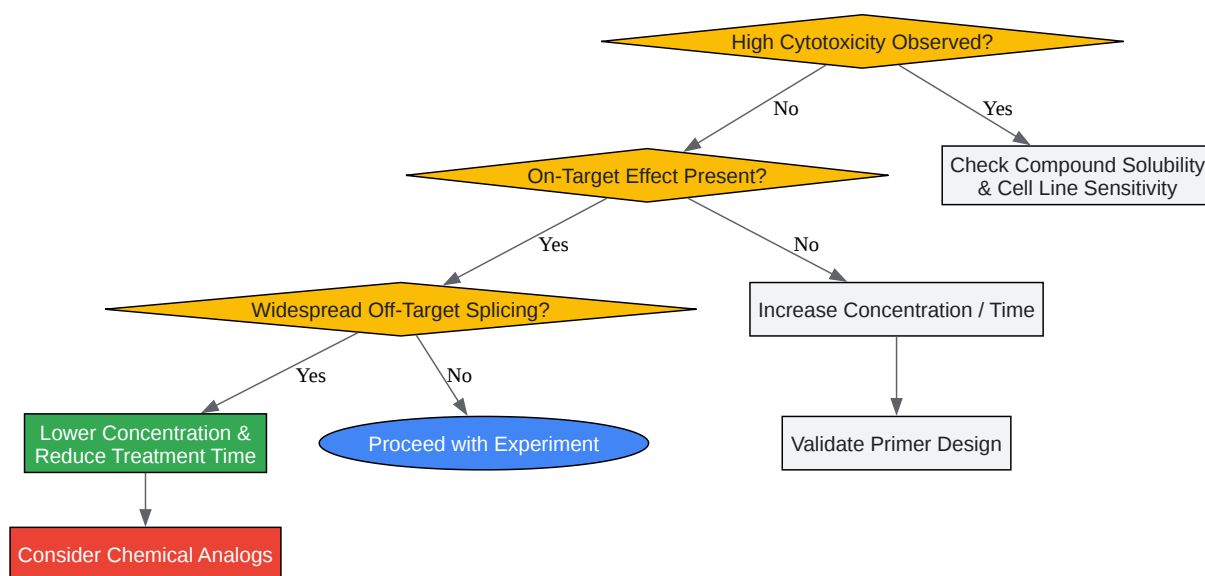 High Cytotoxicity Observed?
No
Yes
On-Target Effect Present?
Check Compound Solubility
& Cell Line Sensitivity
Yes
No
Widespread Off-Target Splicing?
Increase Concentration / Time
Yes
No
Lower Concentration &
Reduce Treatment Time
Proceed with Experiment
Validate Primer Design
Consider Chemical Analogs